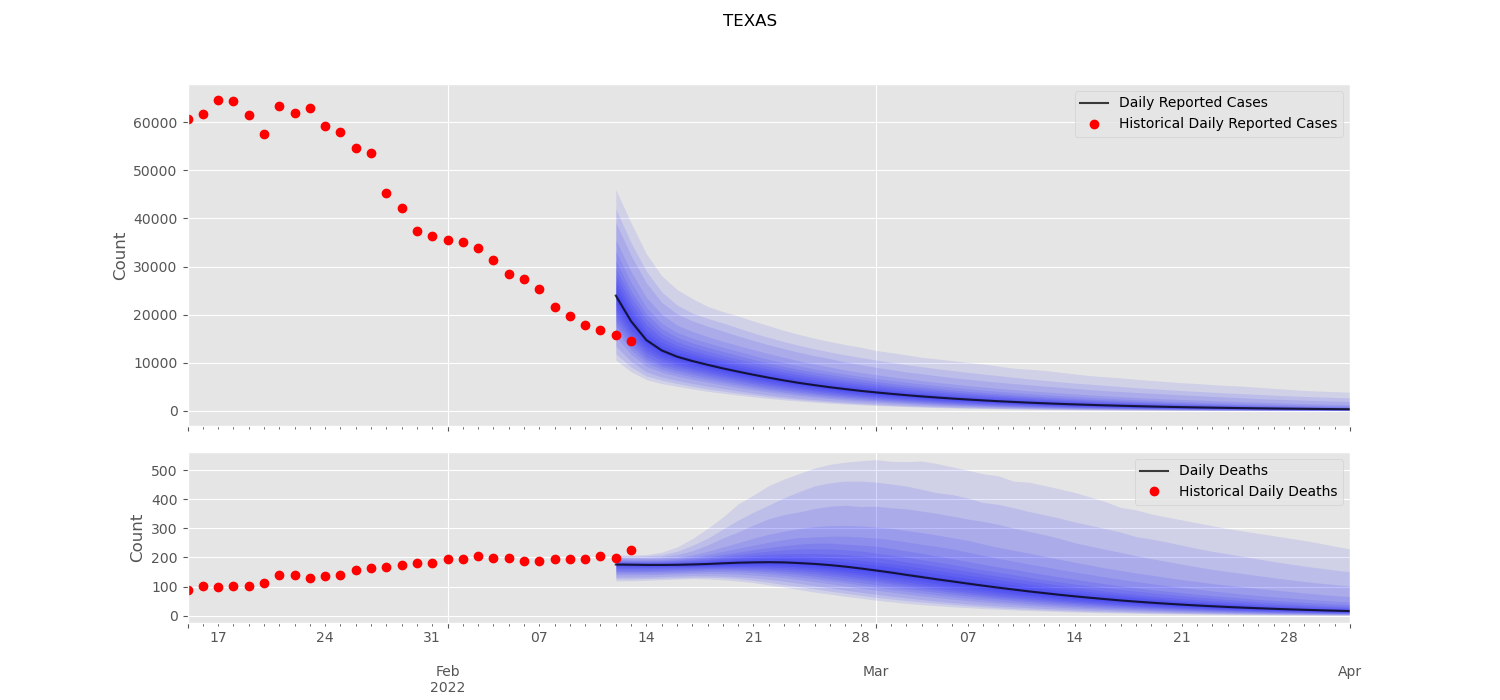 TEXAS
Daily Reported Cases
Historical Daily Reported Cases
60000
50000
40000
30000
20000
10000
0
Count
Daily Deaths
Historical Daily Deaths
500
400
300
200
100
0
Count
17 24 31 07 14 21 28 07 14 21 28
Feb Mar Apr
2022